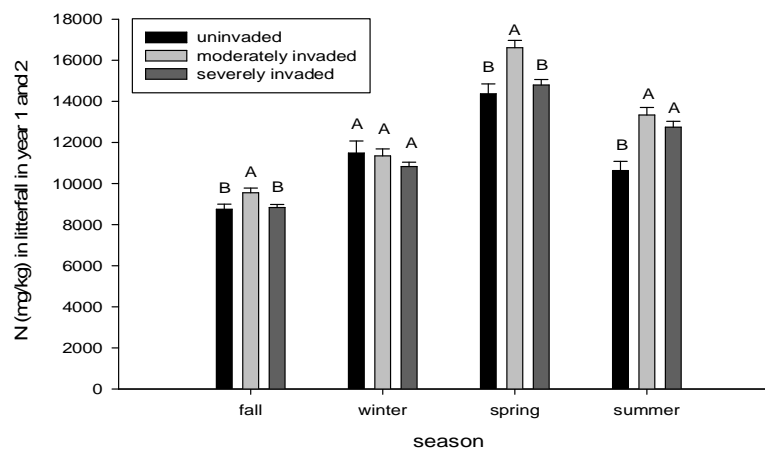 18000
16000
14000
12000
10000
8000
6000
4000
2000
0
N (mg/kg) in litterfall in year 1 and 2
uninvaded
moderately invaded
severely invaded
B A B
A A A
B A B
B A A
fall winter spring summer
season